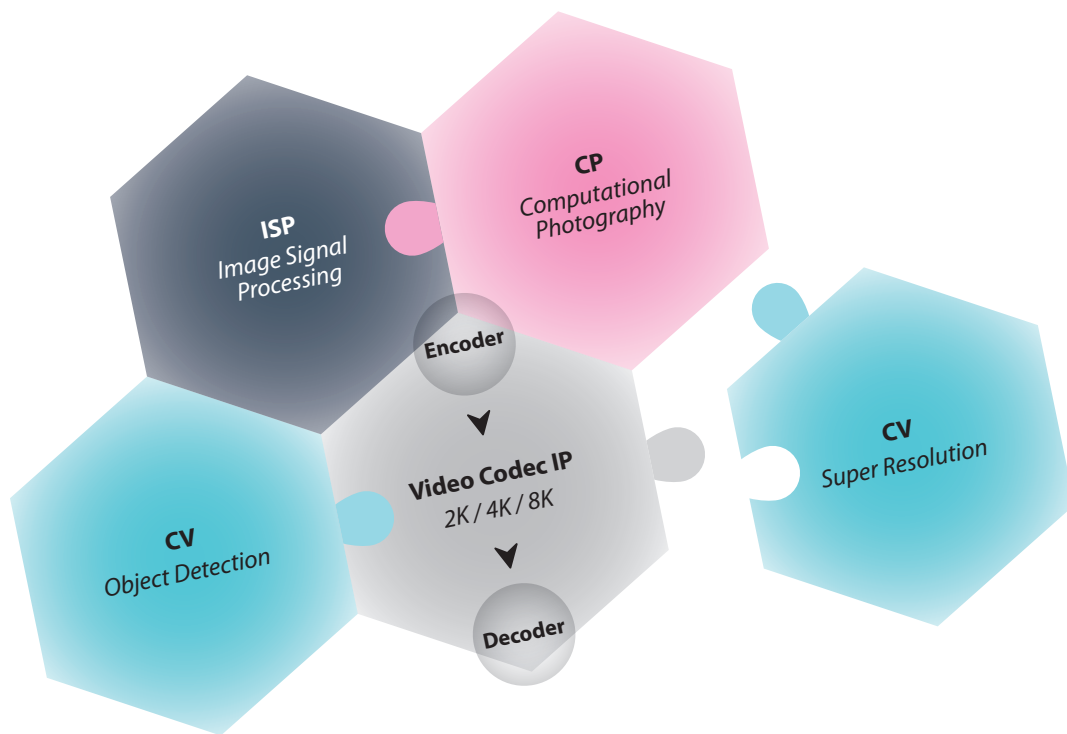 CP
Computational
Photography
ISP
Image Signal
Processing
Encoder
Video Codec IP
2K / 4K / 8K
Decoder
CV
Super Resolution
CV
Object Detection